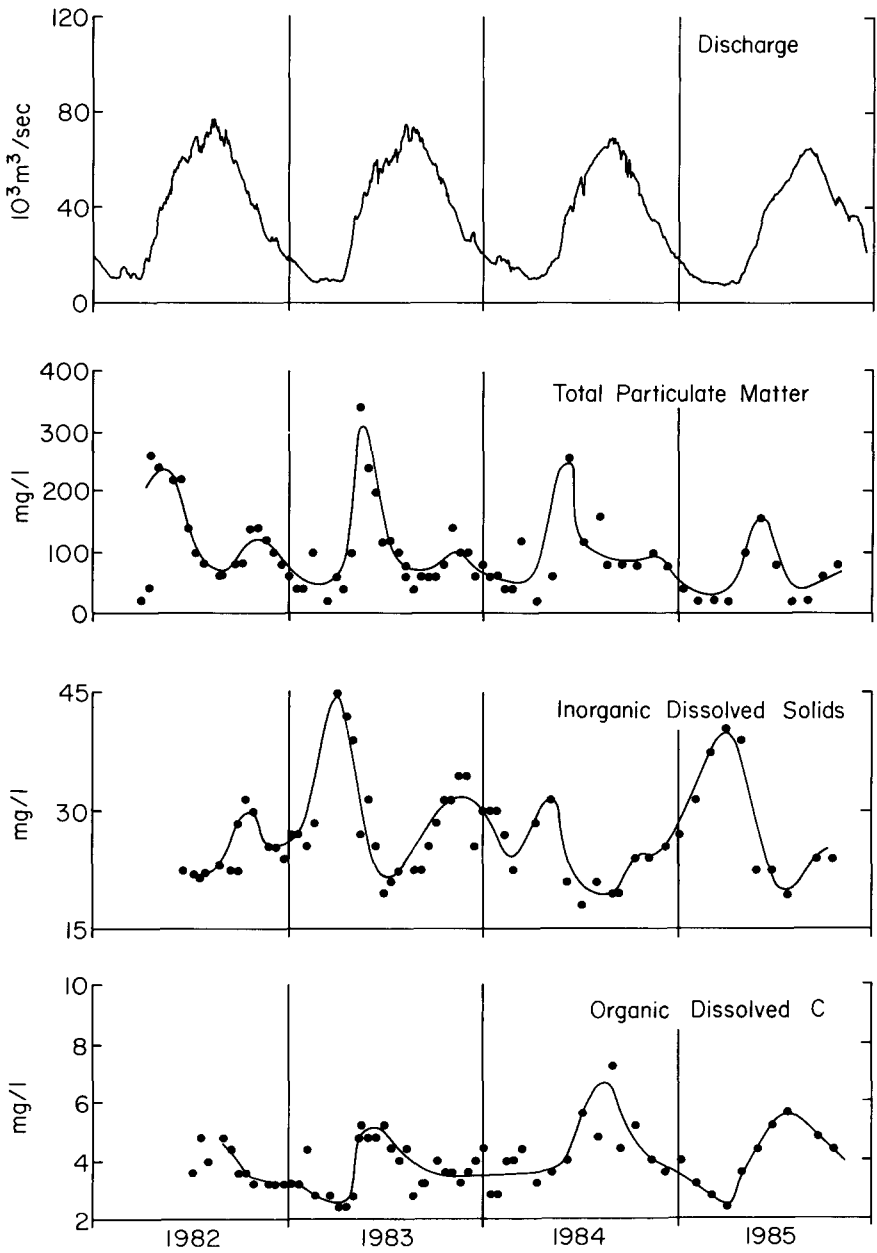 120
Discharge
80
10³m³/sec
40
0
400
Total Particulate Matter
300
mg/l
200
100
0
45
Inorganic Dissolved Solids
30
mg/l
15
10
Organic Dissolved C
8
mg/l
6
4
2
1982 1983 1984 1985